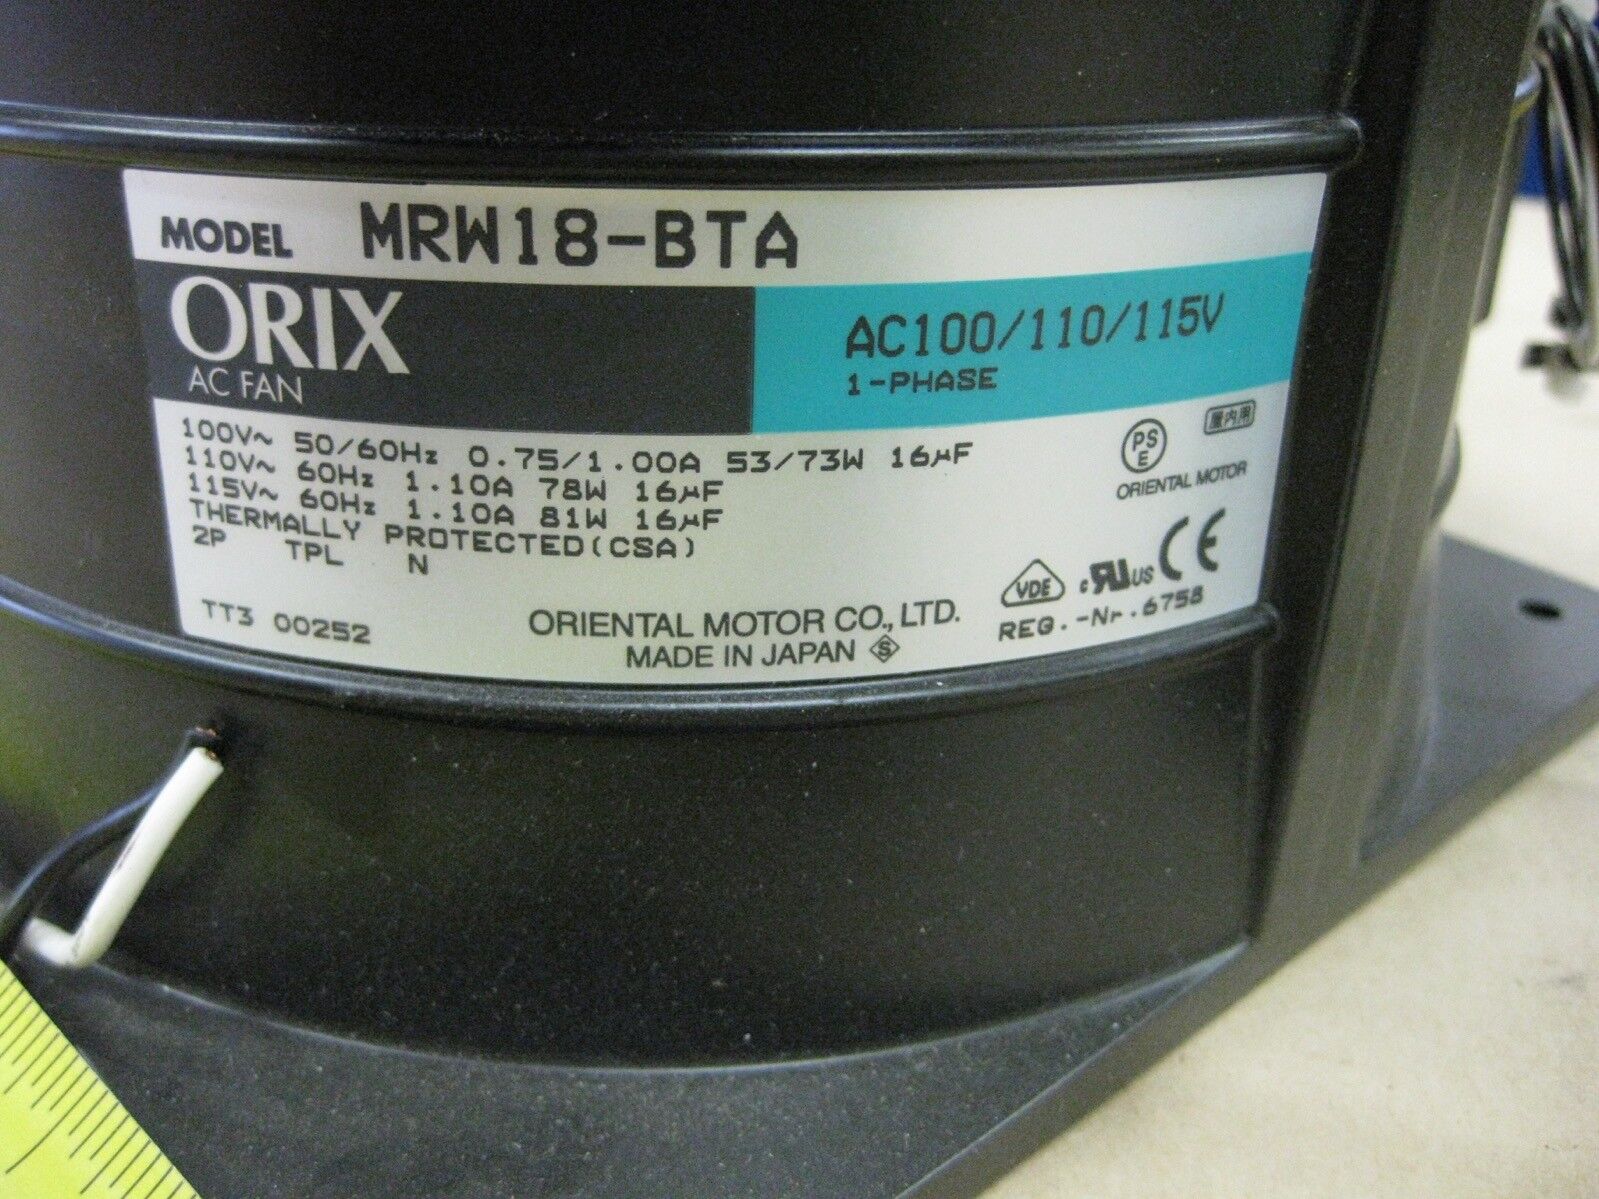 MODEL MRW18-BTA
ORIX
AC FAN
AC100/110/115V
1-PHASE
100V~ 50/60Hz 0.75/1.00A 53/73W 16μF
110V~ 60Hz 1.10A 78W 16μF
115V~ 60Hz 1.10A 81W 16μF
THERMALLY PROTECTED(CSA)
2P TPL N
PS
E
屋内用
ORIENTAL MOTOR
VDE c RU US CE
REG.-Nr.6758
TT3 00252
ORIENTAL MOTOR CO., LTD.
MADE IN JAPAN S